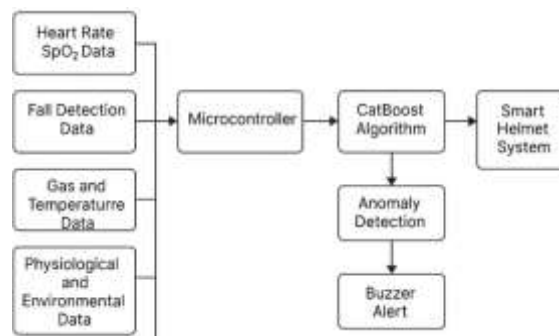 Heart Rate
SpO₂ Data
Fall Detection
Data
Gas and
Temperaturre
Data
Physiological
and
Environmental
Data
Microcontroller
CatBoost
Algorithm
Smart
Helmet
System
Anomaly
Detection
Buzzer
Alert